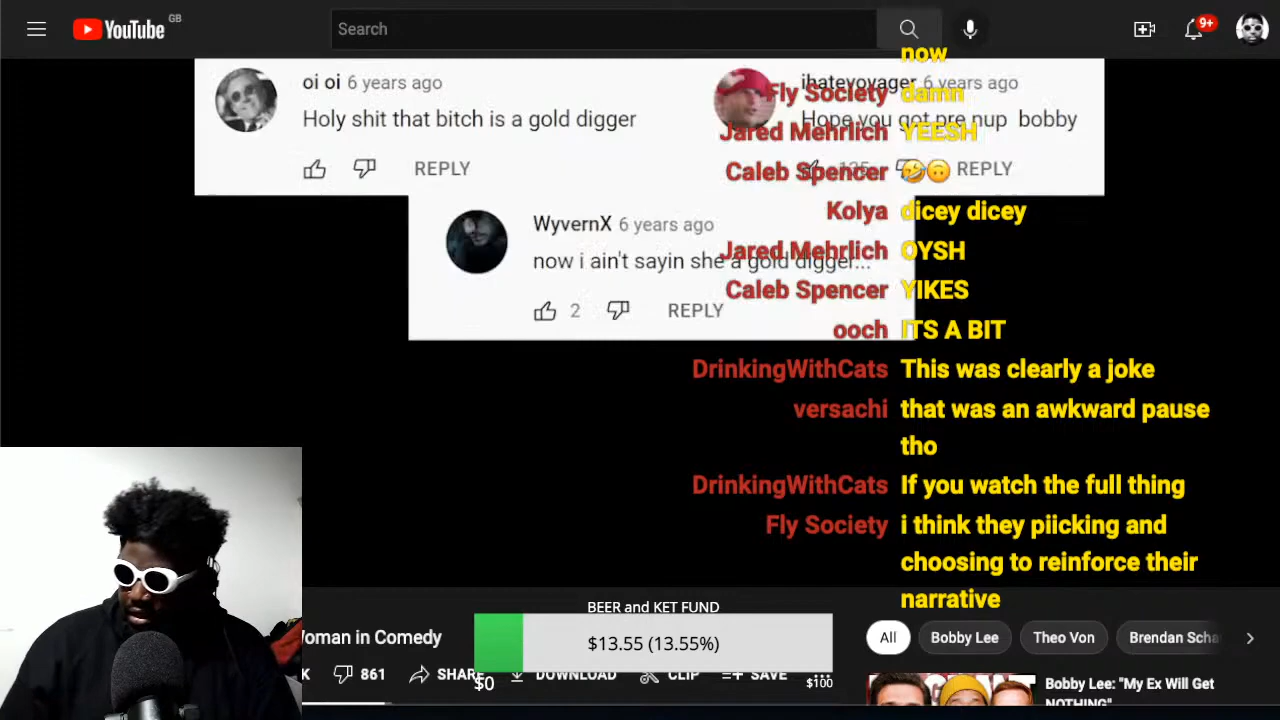 YouTube GB
Search
9+
oi oi 6 years ago
Holy shit that bitch is a gold digger
REPLY
ihatevoyager 6 years ago
Hope you got pre nup bobby
REPLY
WyvernX 6 years ago
now i ain't sayin she a gold digger...
2 REPLY
now
Fly Society damn
Jared Mehrlich YEESH
Caleb Spencer 🤣🙃
Kolya dicey dicey
Jared Mehrlich OYSH
Caleb Spencer YIKES
ooch ITS A BIT
DrinkingWithCats This was clearly a joke
versachi that was an awkward pause
tho
DrinkingWithCats If you watch the full thing
Fly Society i think they piicking and
choosing to reinforce their
narrative
BEER and KET FUND
$13.55 (13.55%)
$0 $100
Woman in Comedy
K 861 SHARE DOWNLOAD CLIP SAVE
All Bobby Lee Theo Von Brendan Scha
Bobby Lee: "My Ex Will Get
NOTHING"